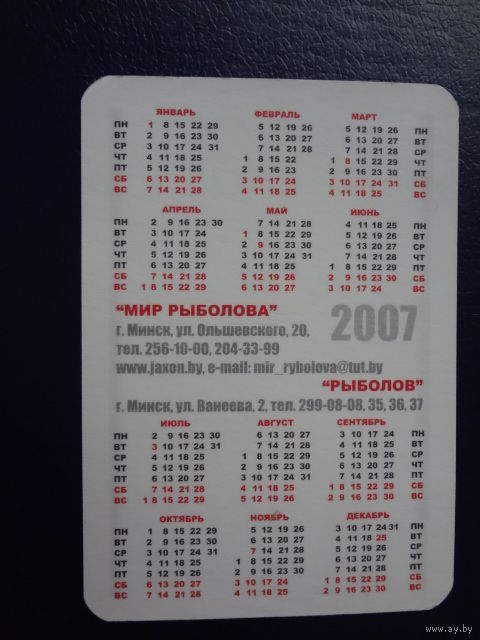 ЯНВАРЬ ФЕВРАЛЬ МАРТ
ПН 1 8 15 22 29 5 12 19 26 5 12 19 26 ПН
ВТ 2 9 16 23 30 6 13 20 27 6 13 20 27 ВТ
СР 3 10 17 24 31 7 14 21 28 7 14 21 28 СР
ЧТ 4 11 18 25 1 8 15 22 1 8 15 22 29 ЧТ
ПТ 5 12 19 26 2 9 16 23 2 9 16 23 30 ПТ
СБ 6 13 20 27 3 10 17 24 3 10 17 24 31 СБ
ВС 7 14 21 28 4 11 18 25 4 11 18 25 ВС
АПРЕЛЬ МАЙ ИЮНЬ
ПН 2 9 16 23 30 7 14 21 28 4 11 18 25 ПН
ВТ 3 10 17 24 1 8 15 22 29 5 12 19 26 ВТ
СР 4 11 18 25 2 9 16 23 30 6 13 20 27 СР
ЧТ 5 12 19 26 3 10 17 24 31 7 14 21 28 ЧТ
ПТ 6 13 20 27 4 11 18 25 1 8 15 22 29 ПТ
СБ 7 14 21 28 5 12 19 26 2 9 16 23 30 СБ
ВС 1 8 15 22 29 6 13 20 27 3 10 17 24 ВС
“МИР РЫБОЛОВА” 2007
г. Минск, ул. Ольшевского, 20,
тел. 256-10-00, 204-33-99
www.jaxon.by, e-mail: mir_rybolova@tut.by
“РЫБОЛОВ”
г. Минск, ул. Ванеева, 2, тел. 299-08-08, 35, 36, 37
ИЮЛЬ АВГУСТ СЕНТЯБРЬ
ПН 2 9 16 23 30 6 13 20 27 3 10 17 24 ПН
ВТ 3 10 17 24 31 7 14 21 28 4 11 18 25 ВТ
СР 4 11 18 25 1 8 15 22 29 5 12 19 26 СР
ЧТ 5 12 19 26 2 9 16 23 30 6 13 20 27 ЧТ
ПТ 6 13 20 27 3 10 17 24 31 7 14 21 28 ПТ
СБ 7 14 21 28 4 11 18 25 1 8 15 22 29 СБ
ВС 1 8 15 22 29 5 12 19 26 2 9 16 23 30 ВС
ОКТЯБРЬ НОЯБРЬ ДЕКАБРЬ
ПН 1 8 15 22 29 5 12 19 26 3 10 17 24 31 ПН
ВТ 2 9 16 23 30 6 13 20 27 4 11 18 25 ВТ
СР 3 10 17 24 31 7 14 21 28 5 12 19 26 СР
ЧТ 4 11 18 25 1 8 15 22 29 6 13 20 27 ЧТ
ПТ 5 12 19 26 2 9 16 23 30 7 14 21 28 ПТ
СБ 6 13 20 27 3 10 17 24 1 8 15 22 29 СБ
ВС 7 14 21 28 4 11 18 25 2 9 16 23 30 ВС
www.ay.by